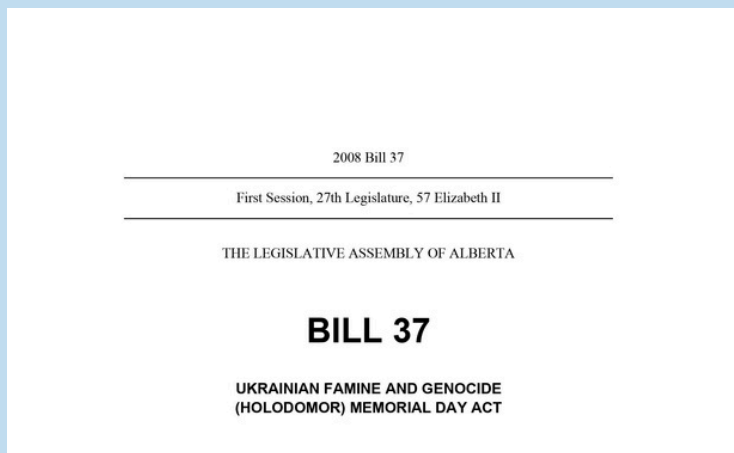 2008 Bill 37
First Session, 27th Legislature, 57 Elizabeth II
THE LEGISLATIVE ASSEMBLY OF ALBERTA
BILL 37
UKRAINIAN FAMINE AND GENOCIDE
(HOLODOMOR) MEMORIAL DAY ACT